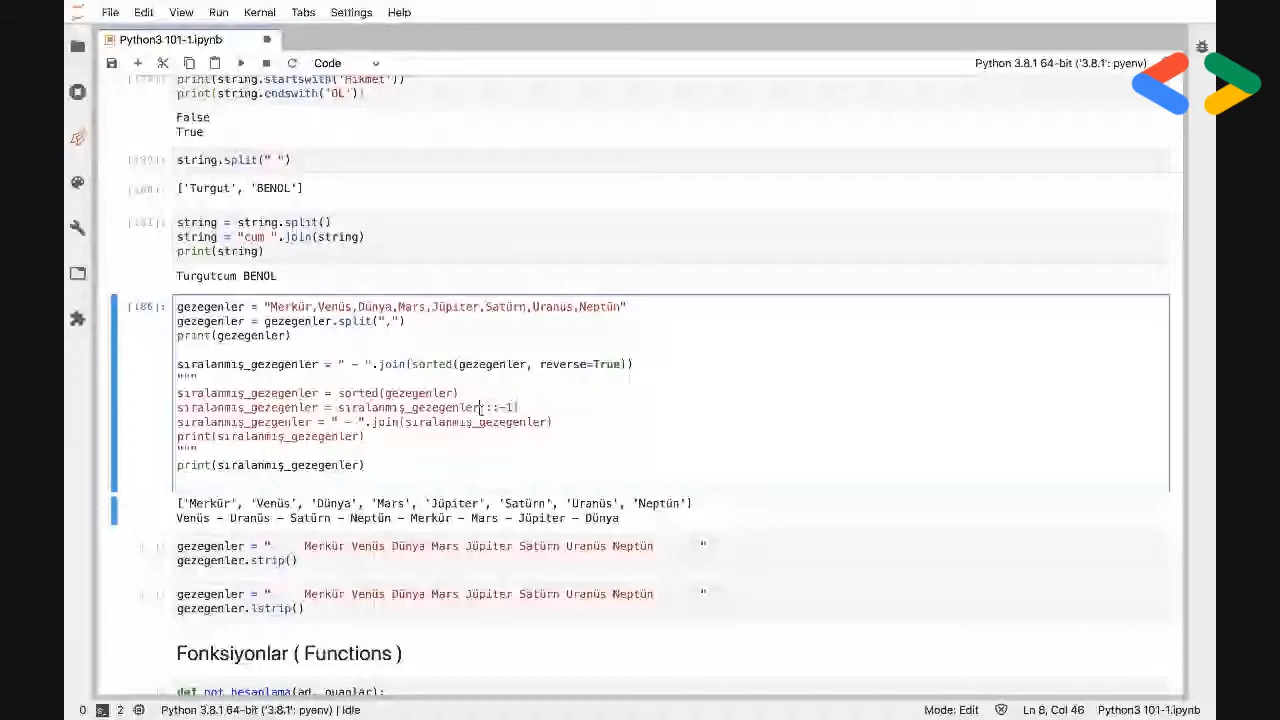 File Edit View Run Kernel Tabs Settings Help
Python3 101-1.ipynb
Code
Python 3.8.1 64-bit ('3.8.1': pyenv)
print(string.startswith('Hikmet'))
print(string.endswith('OL'))
False
True
string.split(" ")
['Turgut', 'BENOL']
string = string.split()
string = "cum ".join(string)
print(string)
Turgutcum BENOL
[186]:
gezegenler = "Merkür,Venüs,Dünya,Mars,Jüpiter,Satürn,Uranüs,Neptün"
gezegenler = gezegenler.split(",")
print(gezegenler)
sıralanmış_gezegenler = " - ".join(sorted(gezegenler, reverse=True))
"""
sıralanmış_gezegenler = sorted(gezegenler)
sıralanmış_gezegenler = sıralanmış_gezegenler[::-1]
sıralanmış_gezegenler = " - ".join(sıralanmış_gezegenler)
print(sıralanmış_gezegenler)
"""
print(sıralanmış_gezegenler)
['Merkür', 'Venüs', 'Dünya', 'Mars', 'Jüpiter', 'Satürn', 'Uranüs', 'Neptün']
Venüs - Uranüs - Satürn - Neptün - Merkür - Mars - Jüpiter - Dünya
gezegenler = "    Merkür Venüs Dünya Mars Jüpiter Satürn Uranüs Neptün      "
gezegenler.strip()
gezegenler = "    Merkür Venüs Dünya Mars Jüpiter Satürn Uranüs Neptün      "
gezegenler.lstrip()
Fonksiyonlar ( Functions )
def not_hesaplama(ad, puanlar):
0 2 Python 3.8.1 64-bit ('3.8.1': pyenv) | Idle
Mode: Edit Ln 8, Col 46 Python3 101-1.ipynb